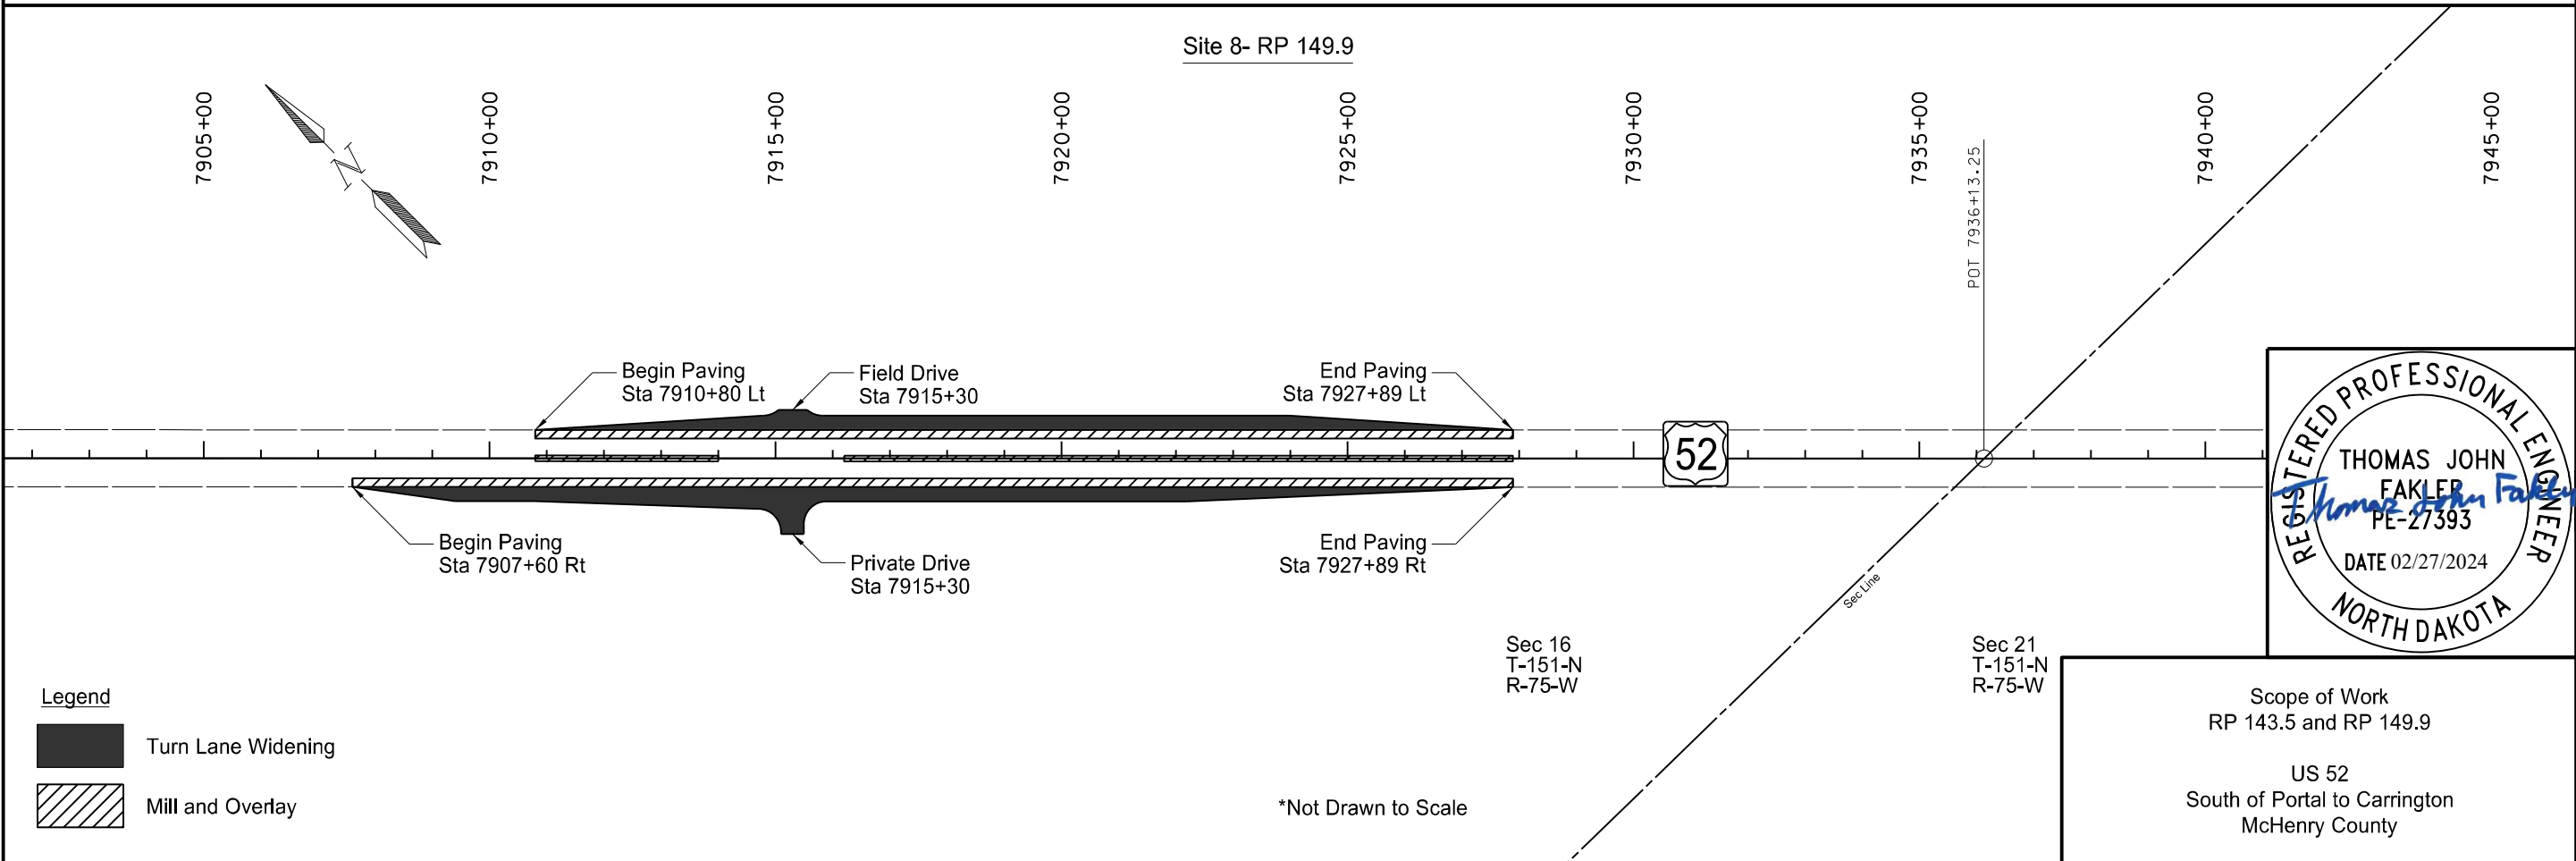 Site 8- RP 149.9
7905+00
7910+00
7915+00
7920+00
7925+00
7930+00
7935+00
7940+00
7945+00
N
POT 7936+13.25
Begin Paving
Sta 7910+80 Lt
Field Drive
Sta 7915+30
End Paving
Sta 7927+89 Lt
52
Begin Paving
Sta 7907+60 Rt
Private Drive
Sta 7915+30
End Paving
Sta 7927+89 Rt
Sec Line
REGISTERED PROFESSIONAL ENGINEER
THOMAS JOHN
FAKLER
Thomas John Fakler
PE-27393
DATE 02/27/2024
NORTH DAKOTA
Sec 16
T-151-N
R-75-W
Sec 21
T-151-N
R-75-W
Legend
Turn Lane Widening
Mill and Overlay
*Not Drawn to Scale
Scope of Work
RP 143.5 and RP 149.9
US 52
South of Portal to Carrington
McHenry County